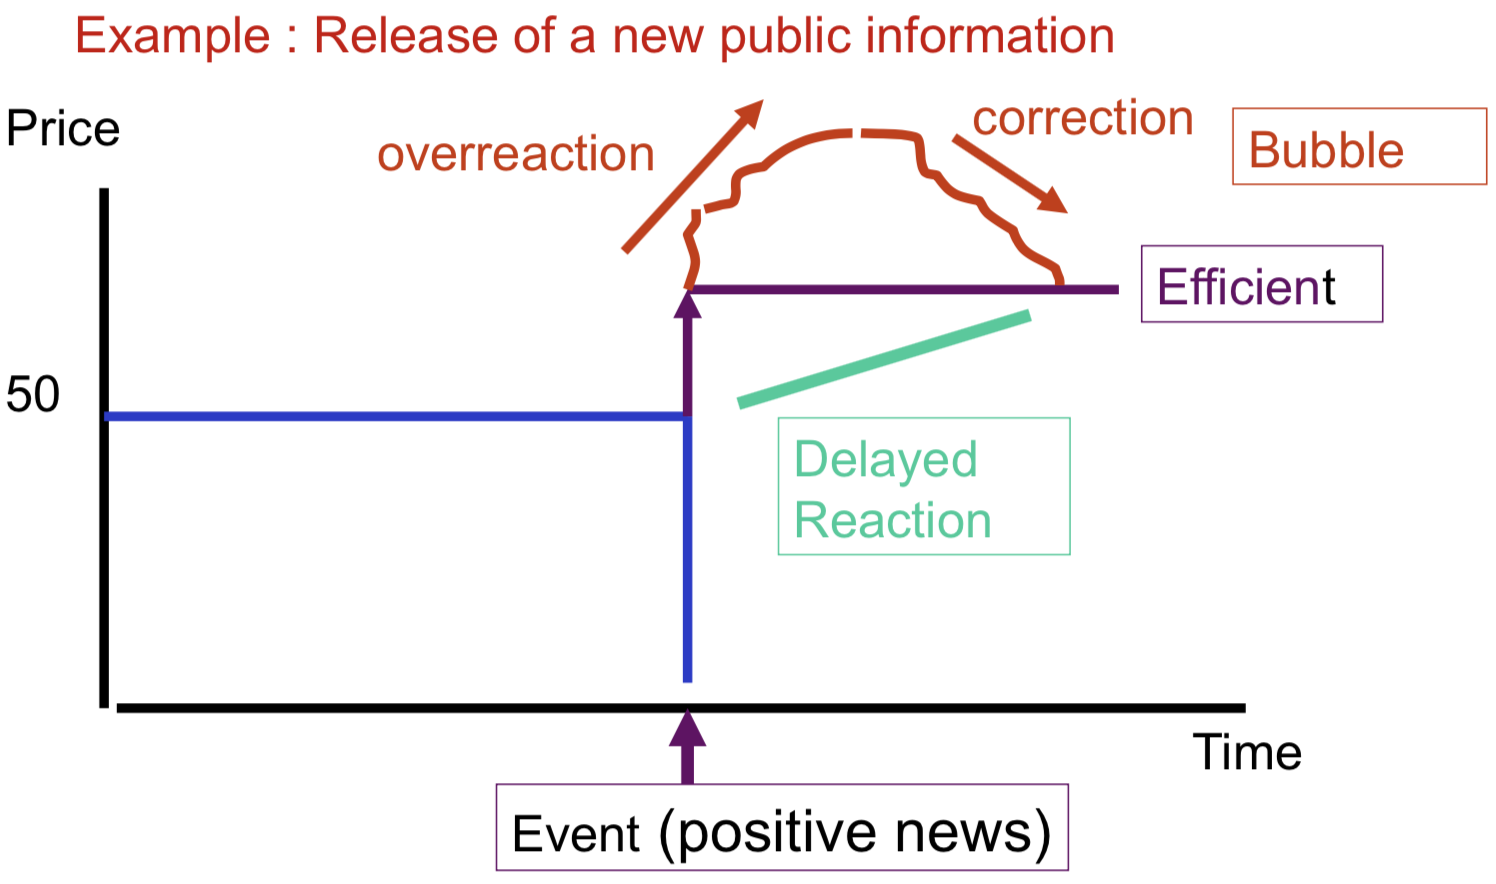 Example : Release of a new public information
Price
overreaction
correction
Bubble
Efficient
50
Delayed
Reaction
Time
Event (positive news)